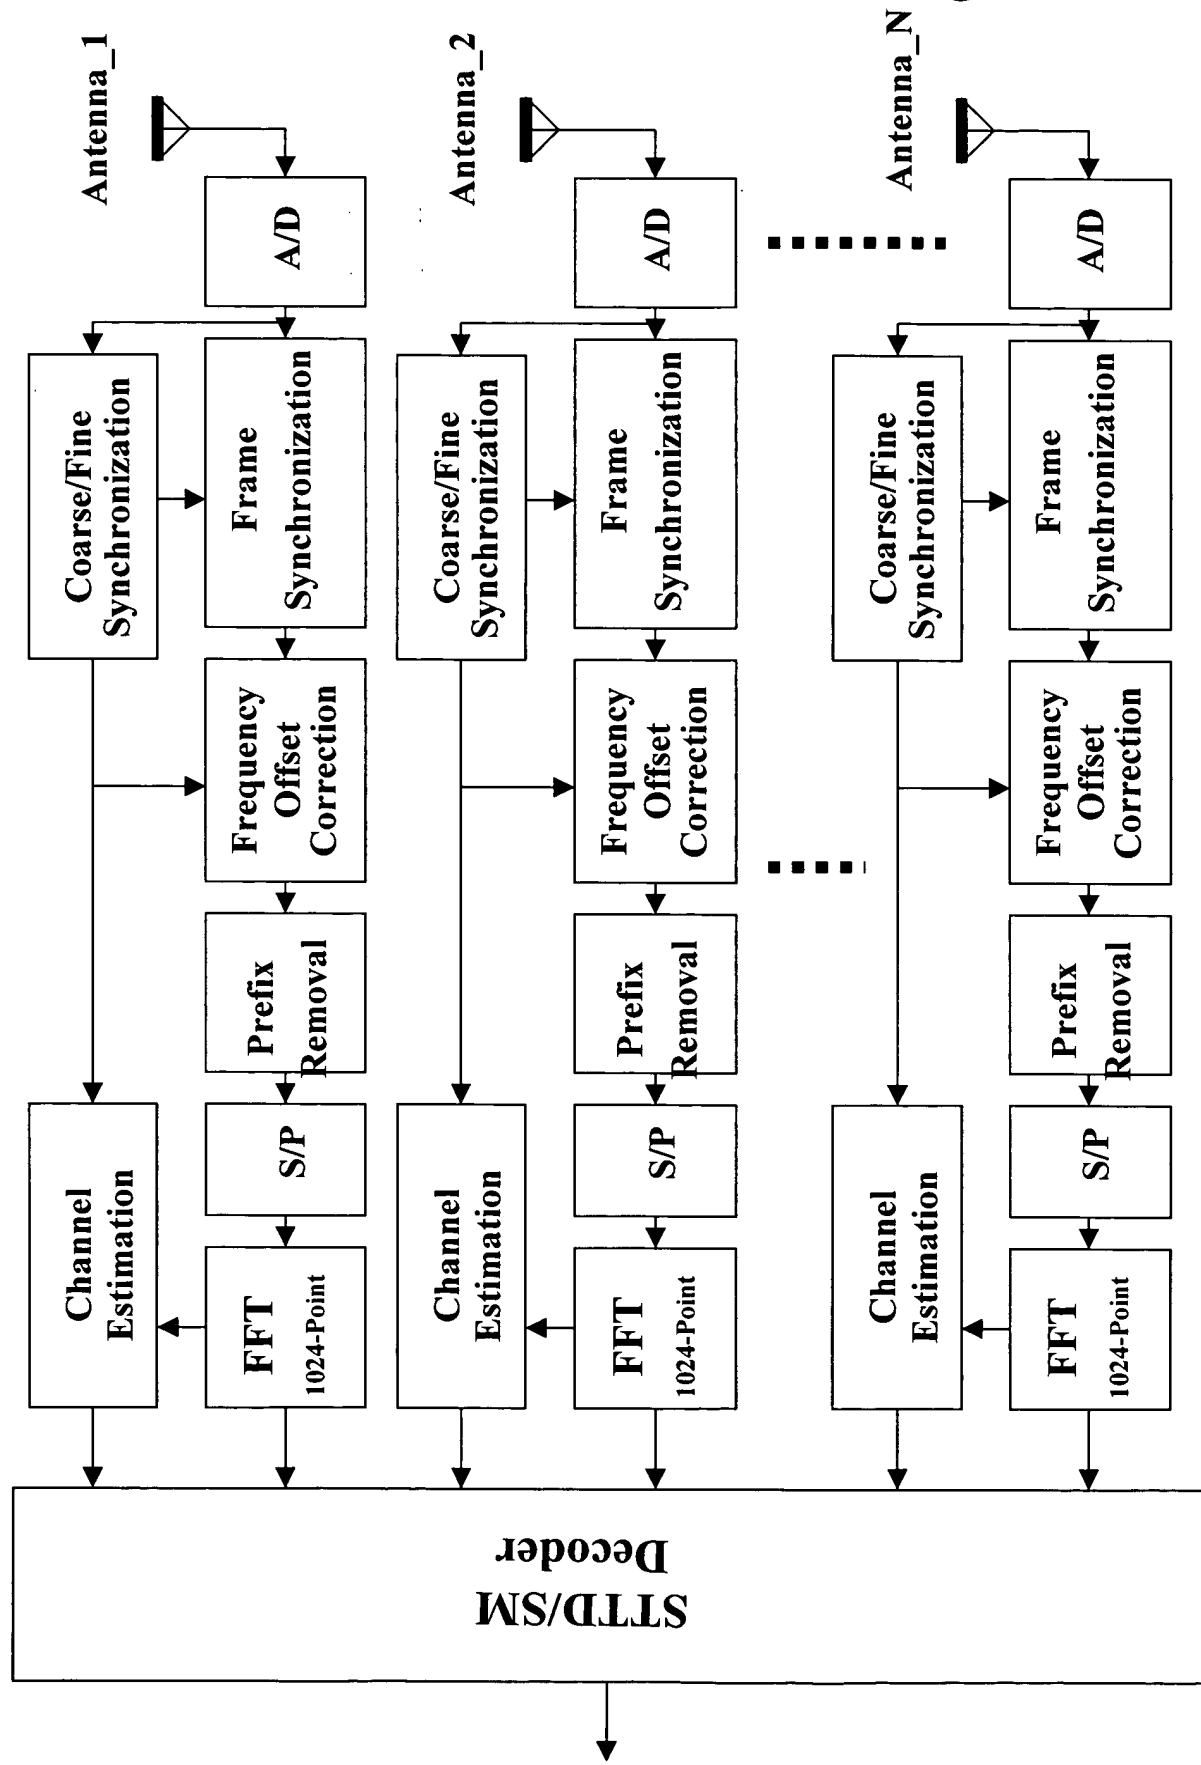 Antenna_1
A/D
Coarse/Fine
Synchronization
Frame
Synchronization
Frequency
Offset
Correction
Prefix
Removal
S/P
Channel
Estimation
FFT
1024-Point
Antenna_2
A/D
Coarse/Fine
Synchronization
Frame
Synchronization
Frequency
Offset
Correction
Prefix
Removal
S/P
Channel
Estimation
FFT
1024-Point
Antenna_N
A/D
Coarse/Fine
Synchronization
Frame
Synchronization
Frequency
Offset
Correction
Prefix
Removal
S/P
Channel
Estimation
FFT
1024-Point
STTD/SM
Decoder